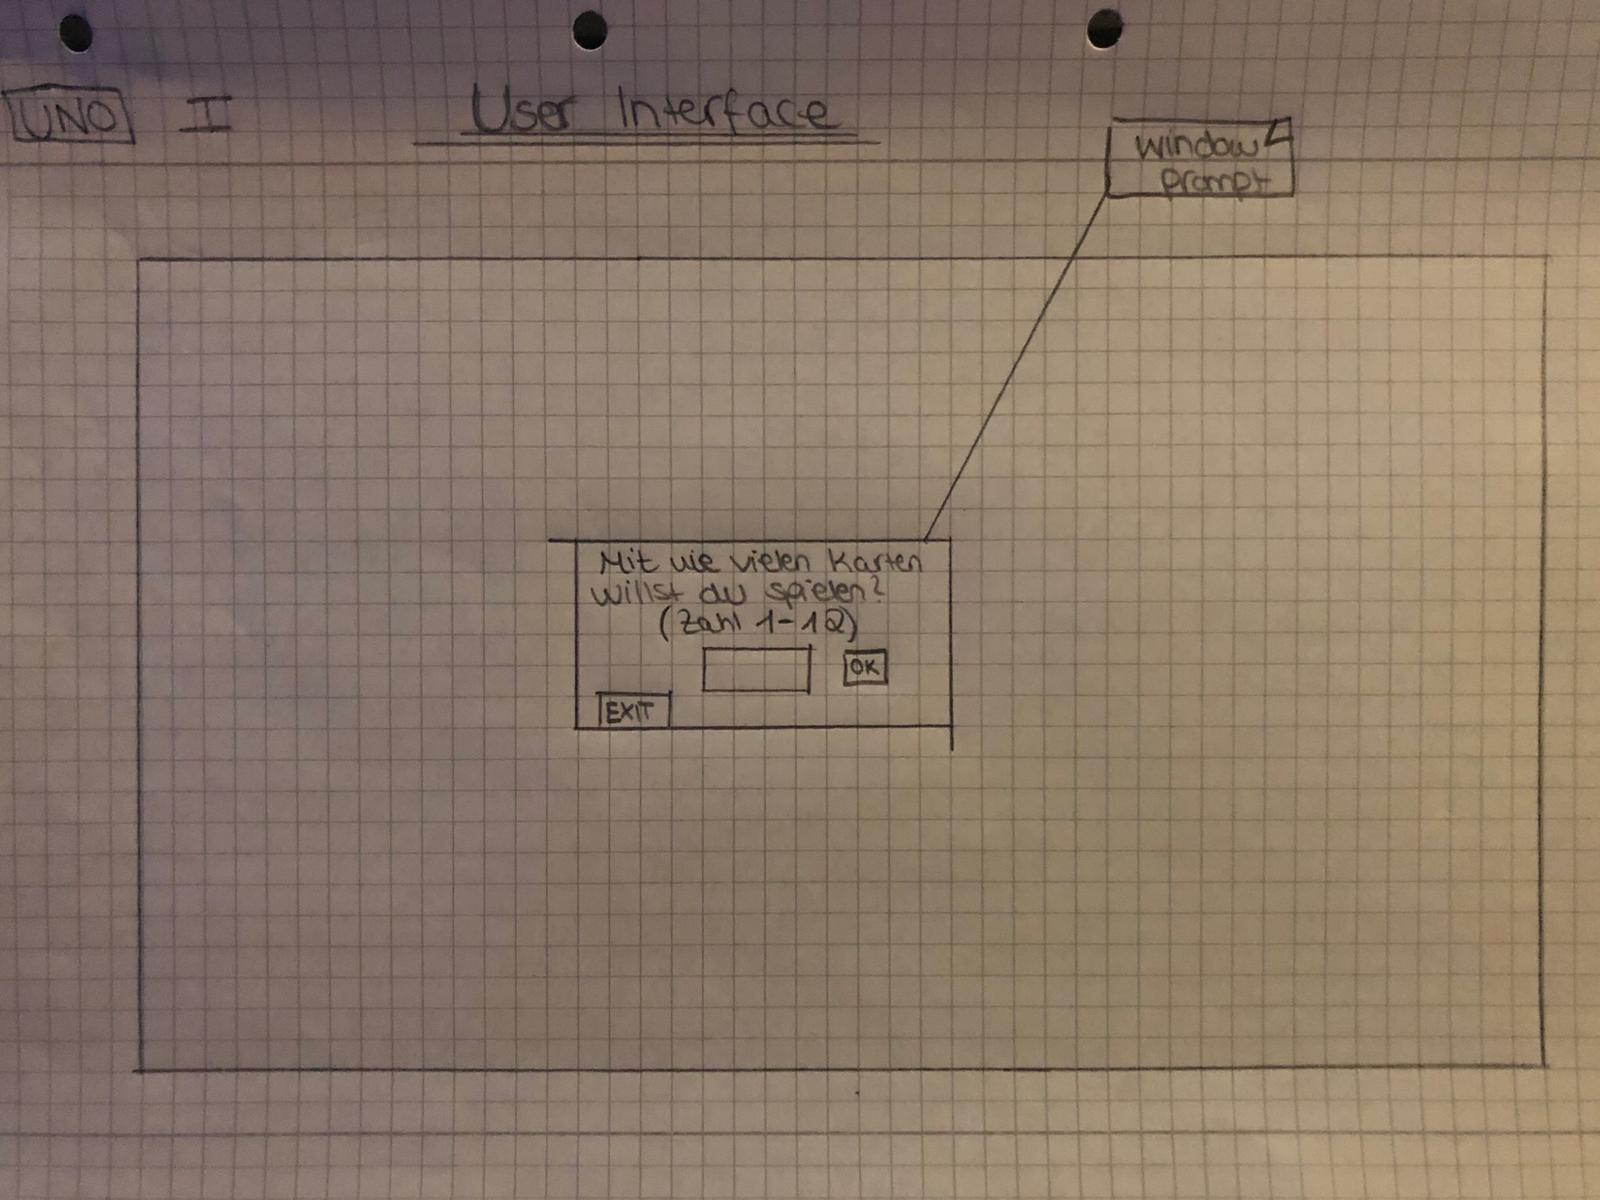 UNO I User Interface
window
prompt
Mit wie vielen Karten
willst du spielen?
(Zahl 1-12)
OK
EXIT